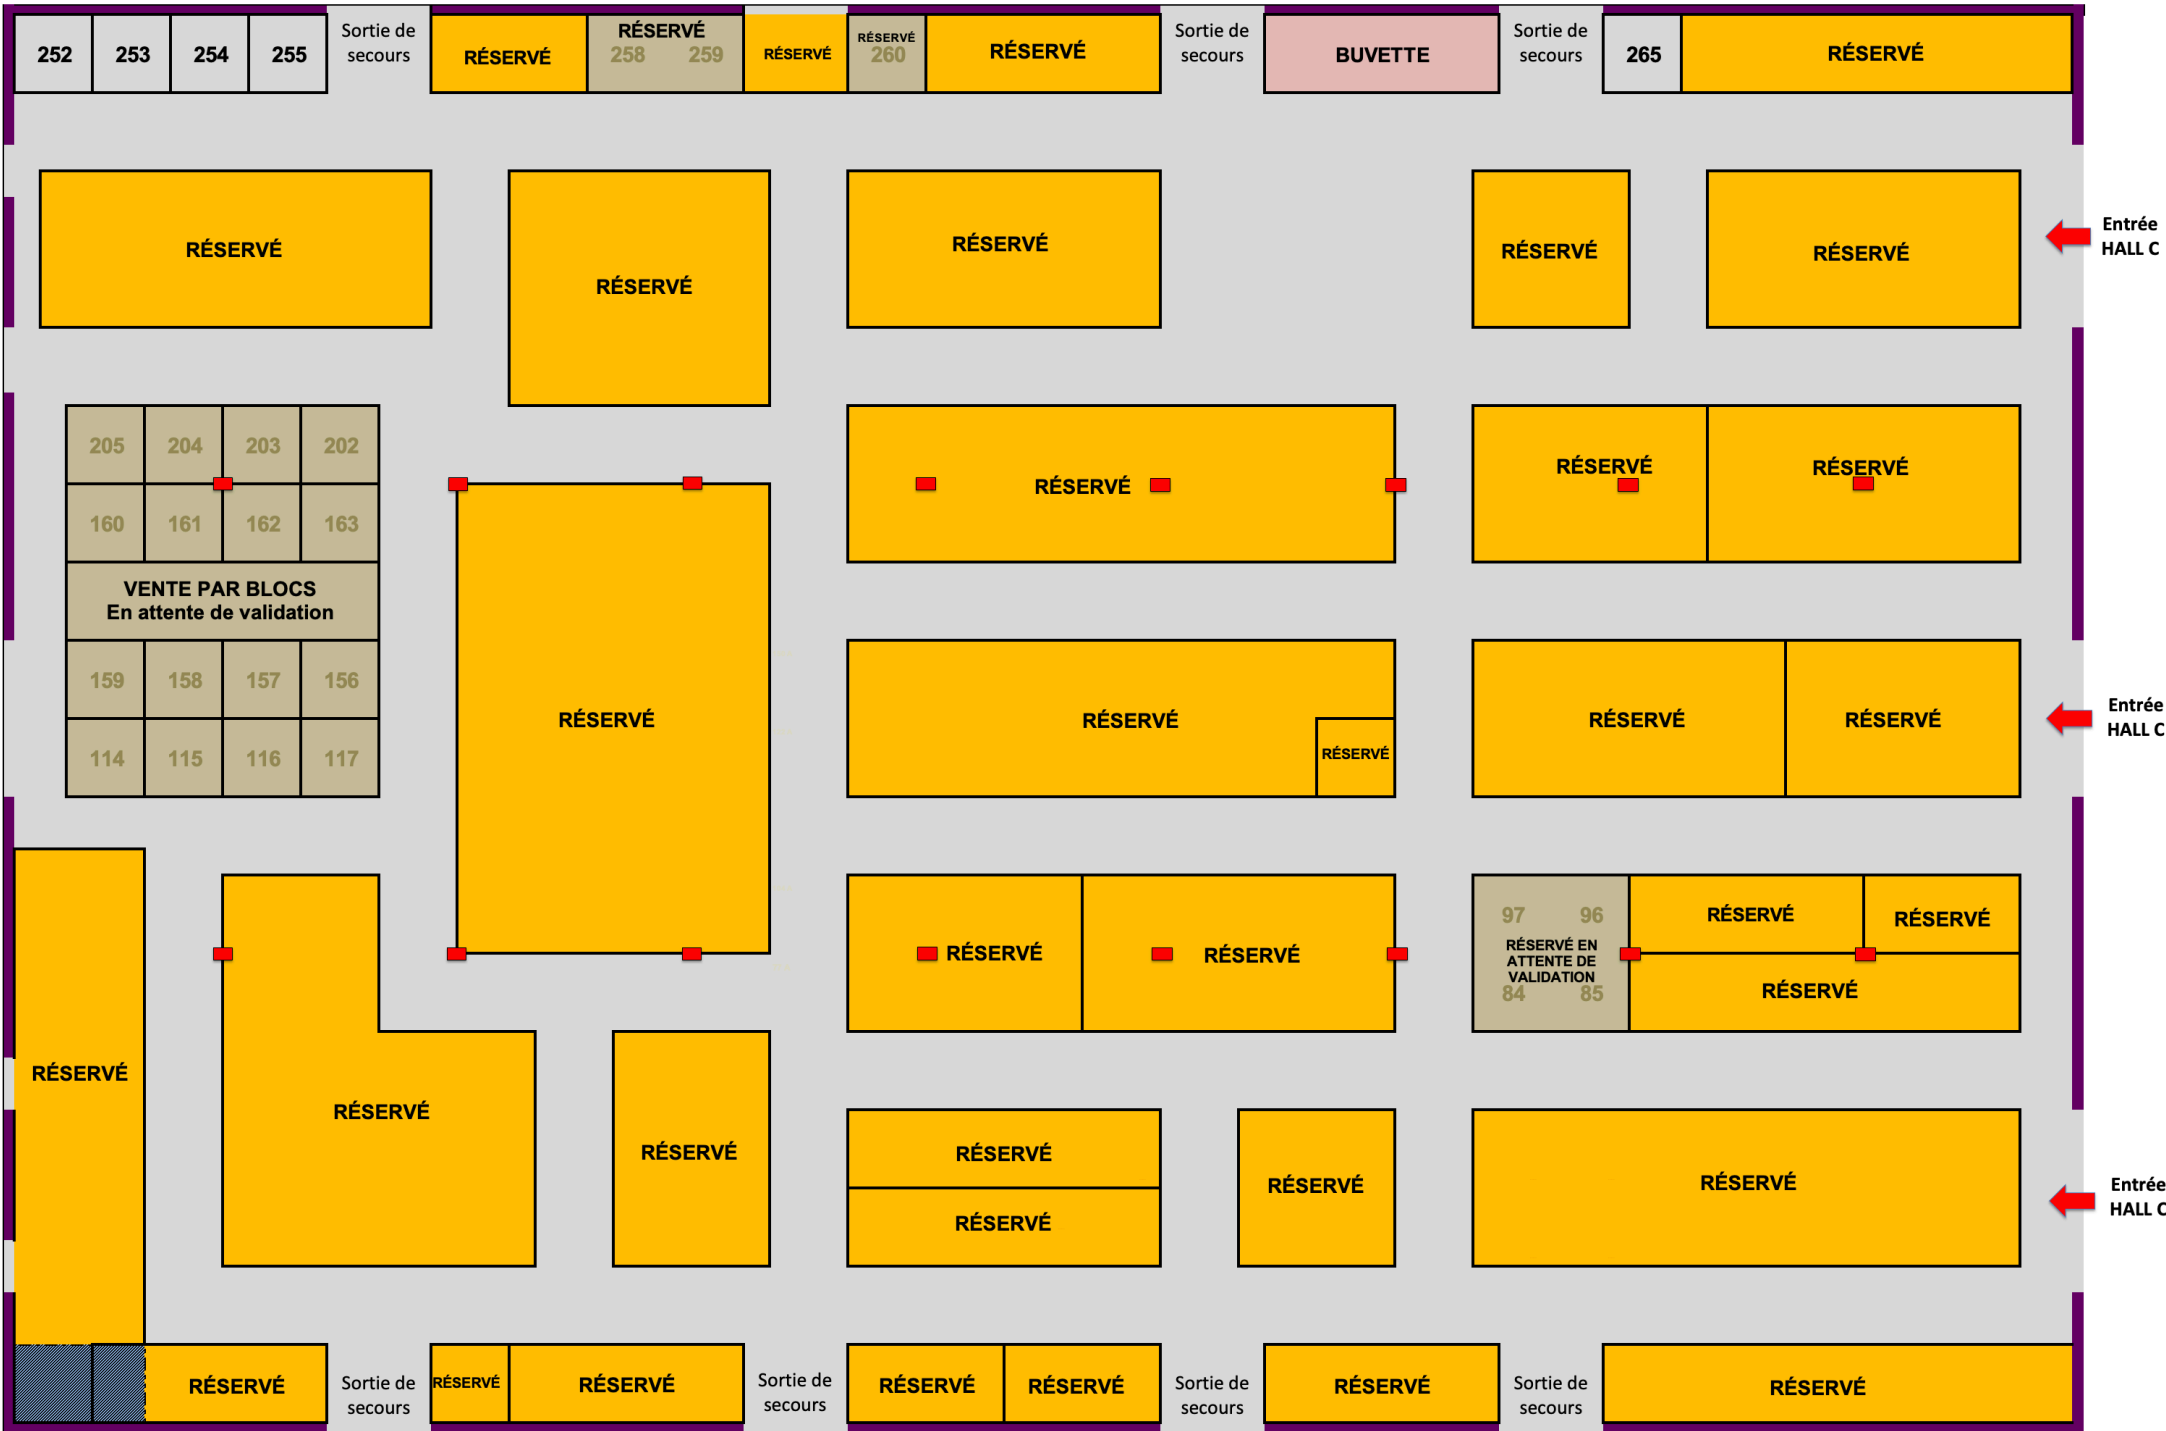 252
253
254
255
Sortie de
secours
RÉSERVÉ
RÉSERVÉ
258 259
RÉSERVÉ
RÉSERVÉ
260
RÉSERVÉ
Sortie de
secours
BUVETTE
Sortie de
secours
265
RÉSERVÉ
RÉSERVÉ
RÉSERVÉ
RÉSERVÉ
RÉSERVÉ
RÉSERVÉ
Entrée
HALL C
205
204
203
202
160
161
162
163
VENTE PAR BLOCS
En attente de validation
159
158
157
156
114
115
116
117
RÉSERVÉ
RÉSERVÉ
RÉSERVÉ
RÉSERVÉ
RÉSERVÉ
RÉSERVÉ
RÉSERVÉ
RÉSERVÉ
Entrée
HALL C
RÉSERVÉ
RÉSERVÉ
RÉSERVÉ
RÉSERVÉ
RÉSERVÉ
97 96
RÉSERVÉ EN
ATTENTE DE
VALIDATION
84 85
RÉSERVÉ
RÉSERVÉ
RÉSERVÉ
RÉSERVÉ
RÉSERVÉ
RÉSERVÉ
RÉSERVÉ
Entrée
HALL C
RÉSERVÉ
Sortie de
secours
RÉSERVÉ
RÉSERVÉ
Sortie de
secours
RÉSERVÉ
RÉSERVÉ
Sortie de
secours
RÉSERVÉ
Sortie de
secours
RÉSERVÉ